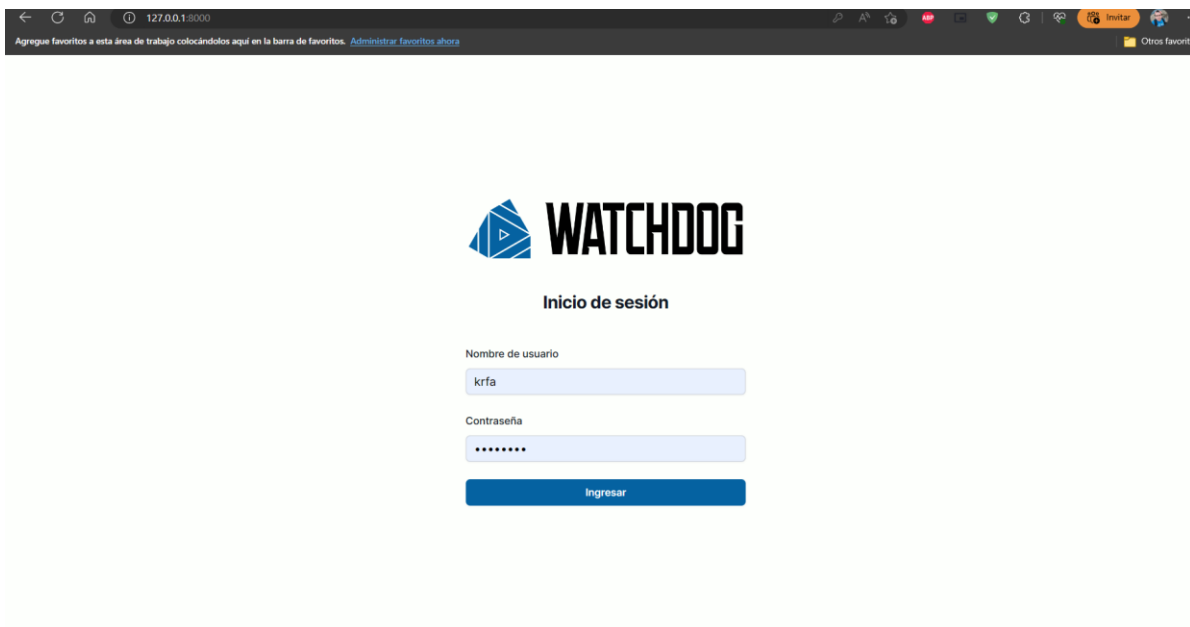 127.0.0.1:8000
ABP
Invitar
Agregue favoritos a esta área de trabajo colocándolos aquí en la barra de favoritos. Administrar favoritos ahora
Otros favorit
WATCHDOG
Inicio de sesión
Nombre de usuario
krfa
Contraseña
••••••••
Ingresar